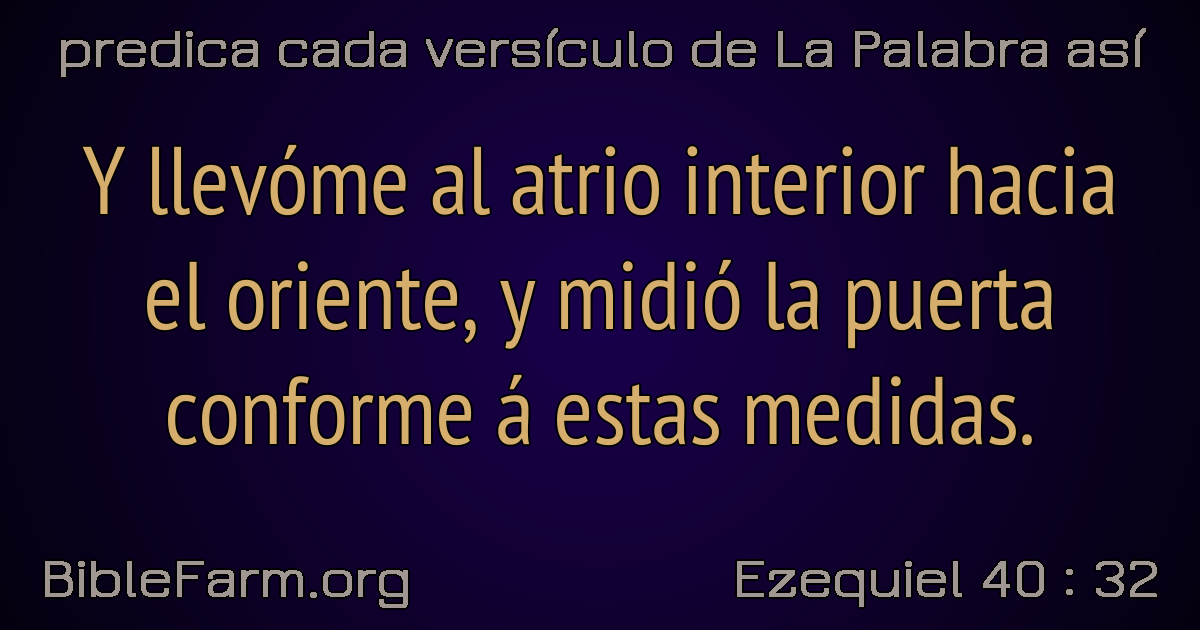 predica cada versículo de La Palabra así
Y llevóme al atrio interior hacia
el oriente, y midió la puerta
conforme á estas medidas.
BibleFarm.org
Ezequiel 40 : 32